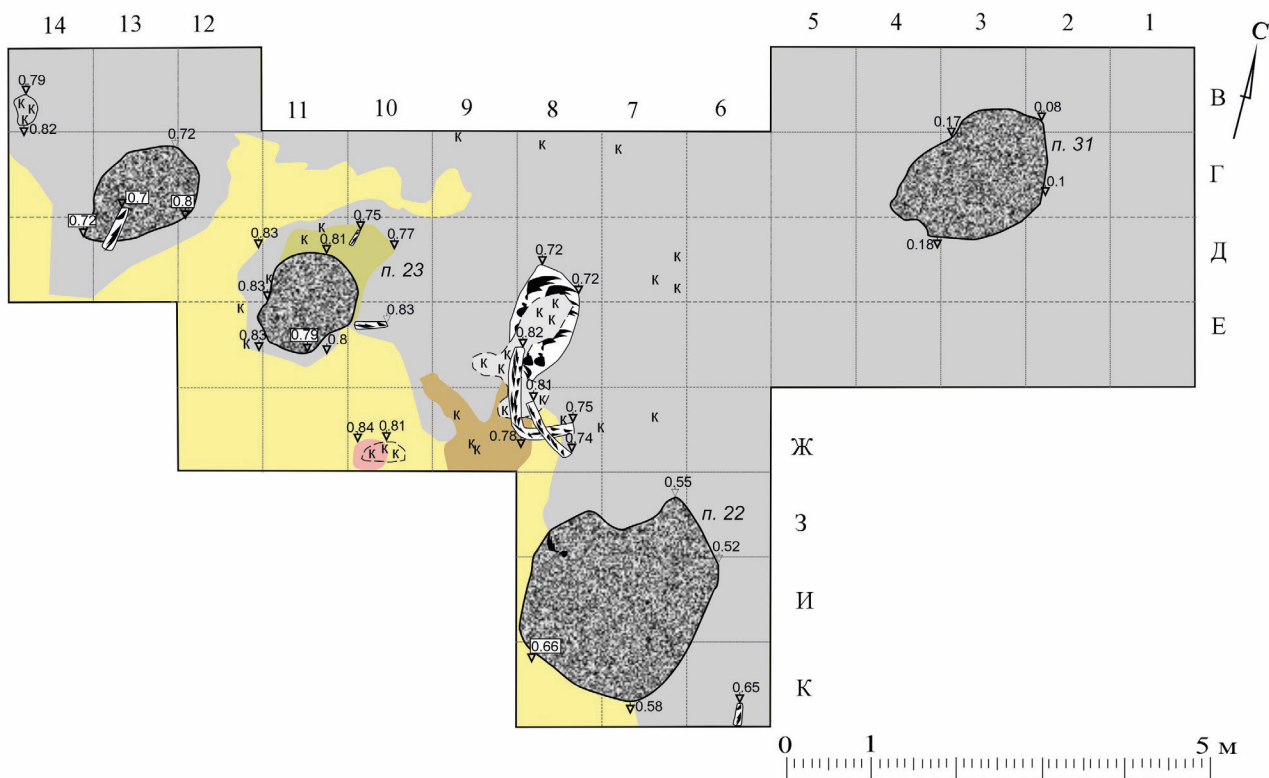 14 13 12 5 4 3 2 1
С
11 10 9 8 7 6
В
Г
Д
Е
Ж
З
И
К
0.79
К К
К
0.82
0.72
0.7
0.8
0.72
К К К
0.17
0.08
п. 31
0.1
0.18
0.83
К
0.75
К
0.81
0.77
п. 23
К
0.83
К
0.83
К
0.79
0.8
0.83
0.72
0.72
К
К
К
К
К К
0.82
К
К К
0.81
К
К
К
0.75
К
К
0.78
0.74
К
К К
0.84
0.81
К К К
0.55
п. 22
0.52
0.66
0.58
0.65
0 1 5 м